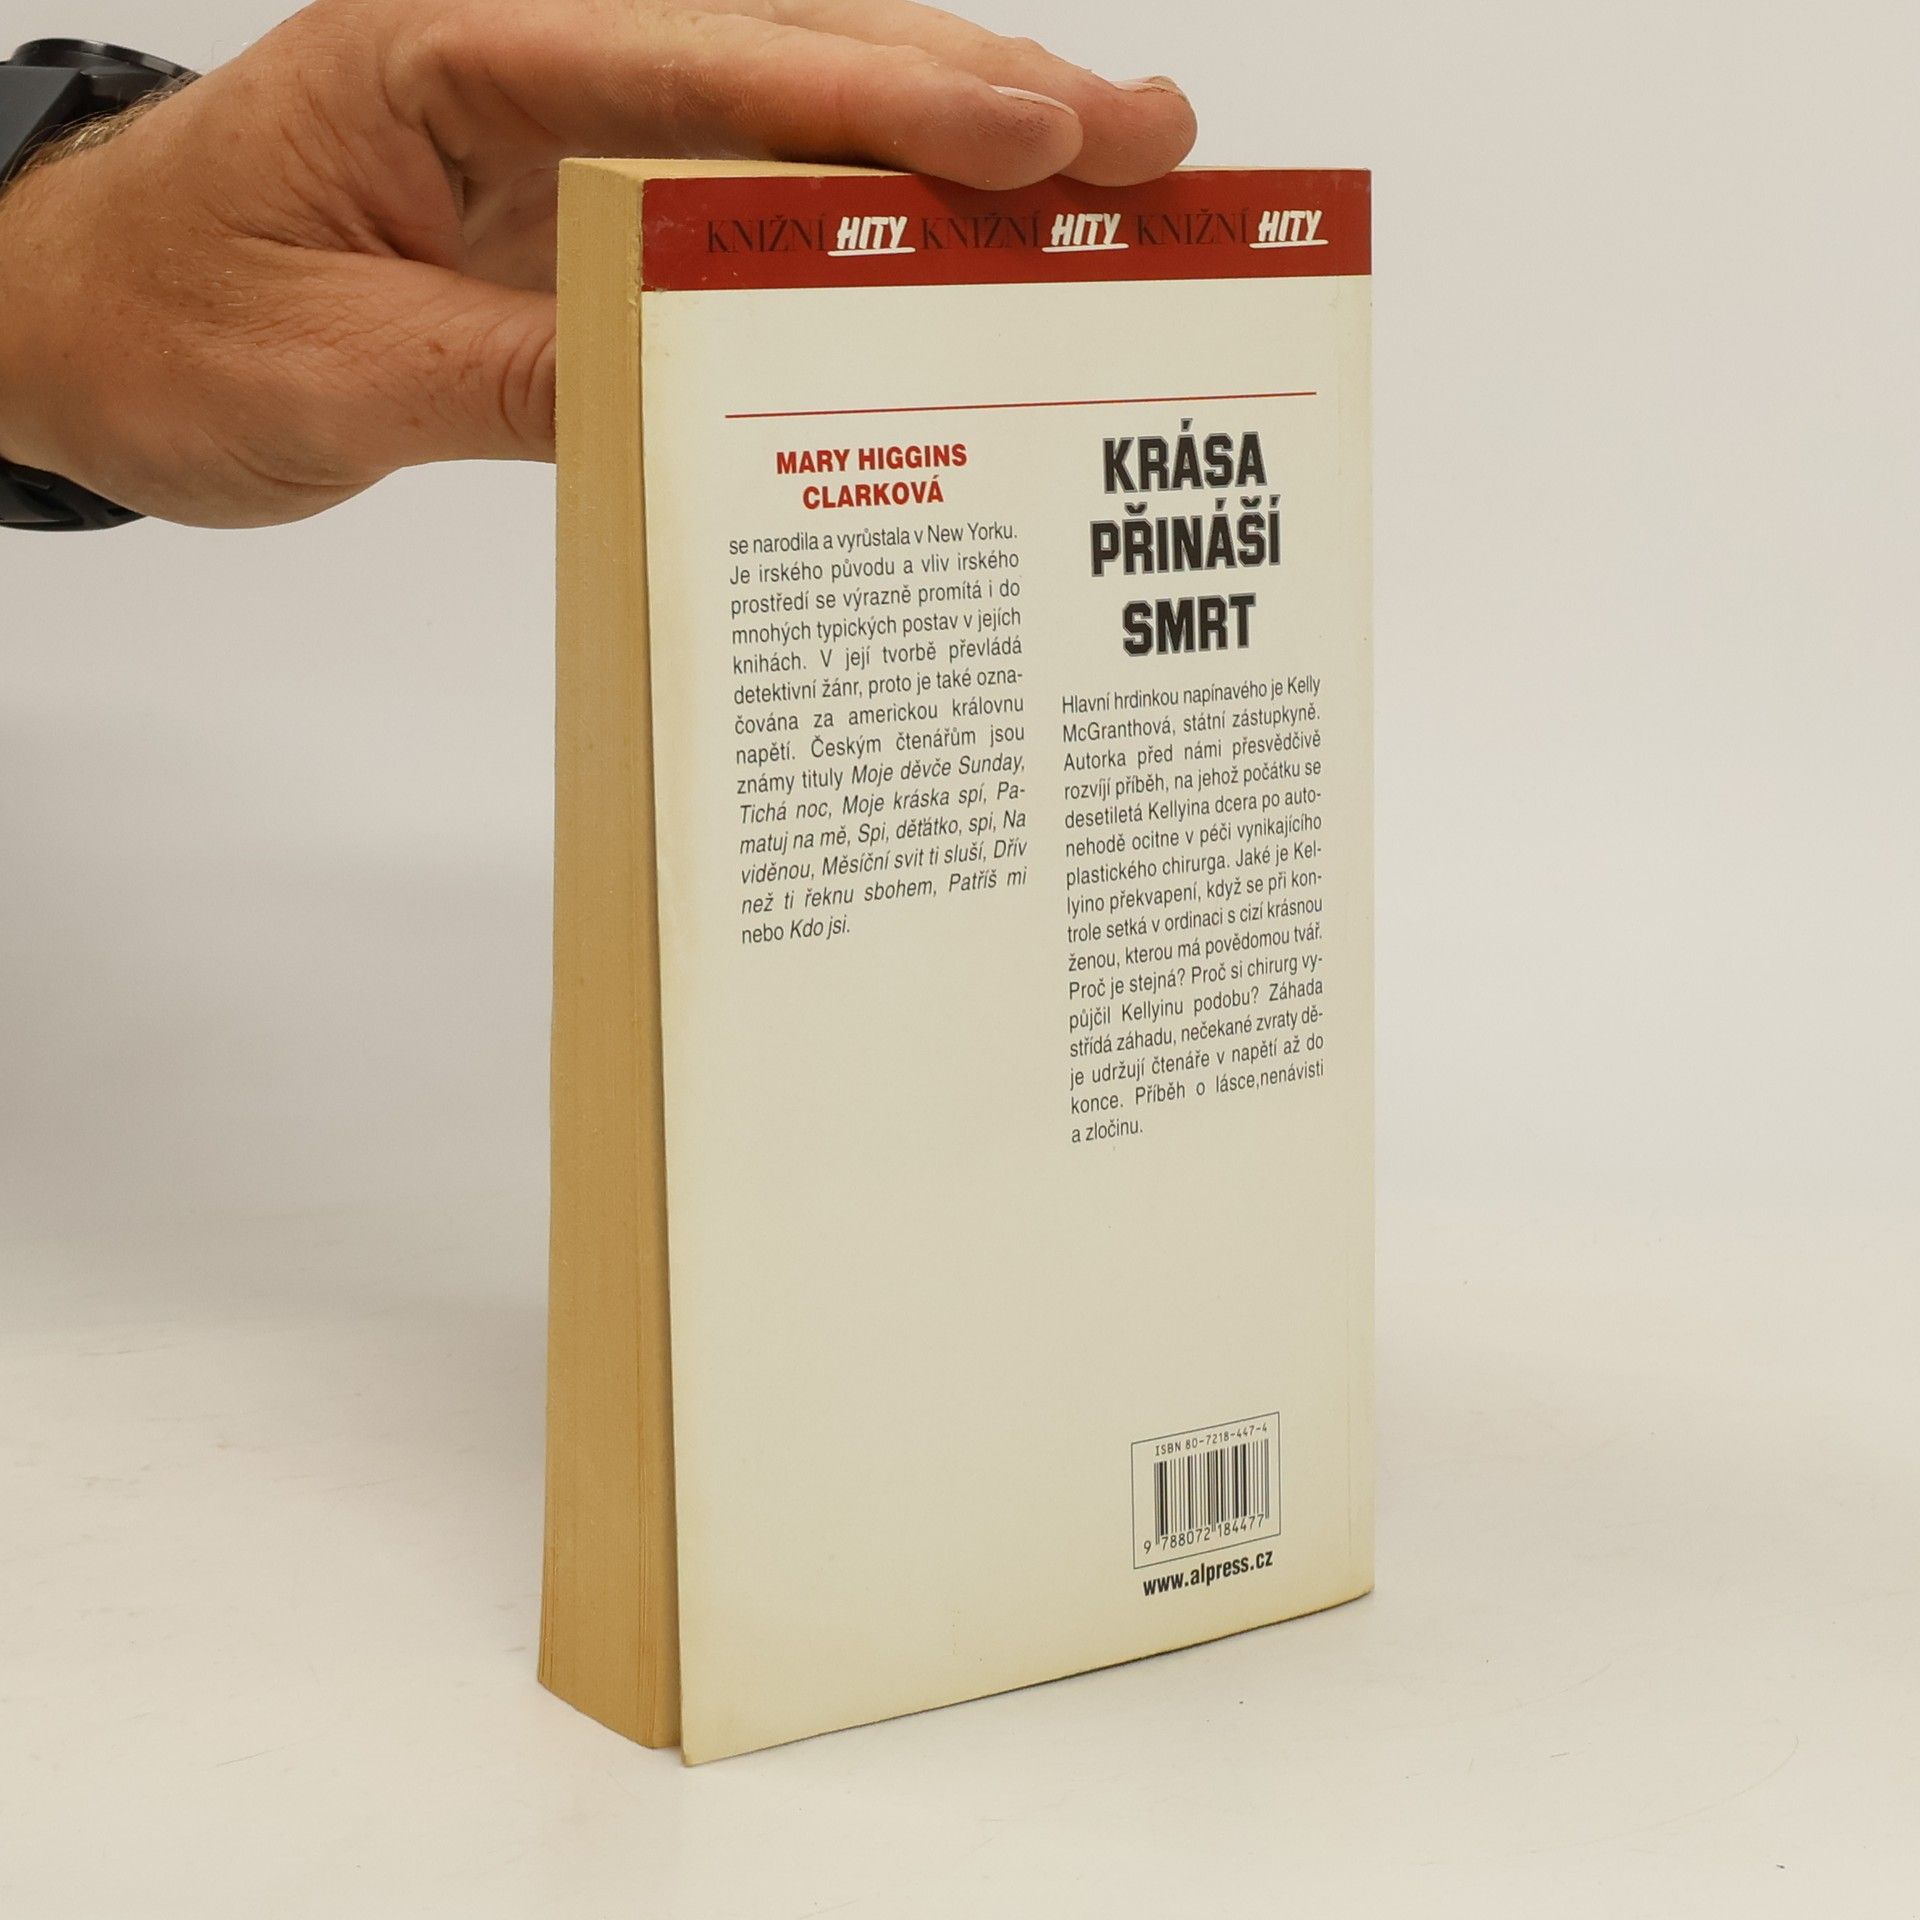 KNIŽNÍ HITY KNIŽNÍ HITY KNIŽNÍ HITY
MARY HIGGINS
CLARKOVÁ
se narodila a vyrůstala v New Yorku.
Je irského původu a vliv irského
prostředí se výrazně promítá i do
mnohých typických postav v jejích
knihách. V její tvorbě převládá
detektivní žánr, proto je také ozna-
čována za americkou královnu
napětí. Českým čtenářům jsou
známy tituly Moje děvče Sunday,
Tichá noc, Moje kráska spí, Pa-
matuj na mě, Spi, děťátko, spi, Na
viděnou, Měsíční svit ti sluší, Dřív
než ti řeknu sbohem, Patříš mi
nebo Kdo jsi.
KRÁSA
PŘINÁŠÍ
SMRT
Hlavní hrdinkou napínavého je Kelly
McGranthová, státní zástupkyně.
Autorka před námi přesvědčivě
rozvíjí příběh, na jehož počátku se
desetiletá Kellyina dcera po auto-
nehodě ocitne v péči vynikajícího
plastického chirurga. Jaké je Kel-
lyino překvapení, když se při kon-
trole setká v ordinaci s cizí krásnou
ženou, kterou má povědomou tvář.
Proč je stejná? Proč si chirurg vy-
půjčil Kellyinu podobu? Záhada
střídá záhadu, nečekané zvraty dě-
je udržují čtenáře v napětí až do
konce. Příběh o lásce,nenávisti
a zločinu.
ISBN 80-7218-447-4
9 788072 184477
www.alpress.cz